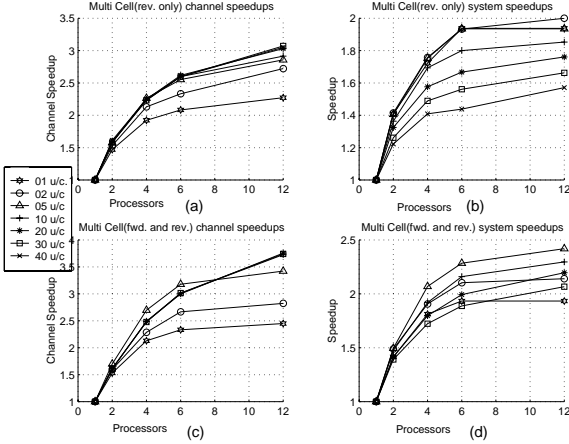 Multi Cell(rev. only) channel speedups
3.5
3
2.5
2
1.5
1
Channel Speedup
0 2 4 6 8 10 12
Processors
(a)
Multi Cell(rev. only) system speedups
2
1.8
1.6
1.4
1.2
1
Speedup
0 2 4 6 8 10 12
Processors
(b)
01 u/c.
02 u/c
05 u/c
10 u/c
20 u/c
30 u/c
40 u/c
Multi Cell(fwd. and rev.) channel speedups
4
3.5
3
2.5
2
1.5
1
Channel Speedup
0 2 4 6 8 10 12
Processors
(c)
Multi Cell(fwd. and rev.) system speedups
2.5
2
1.5
1
Speedup
0 2 4 6 8 10 12
Processors
(d)